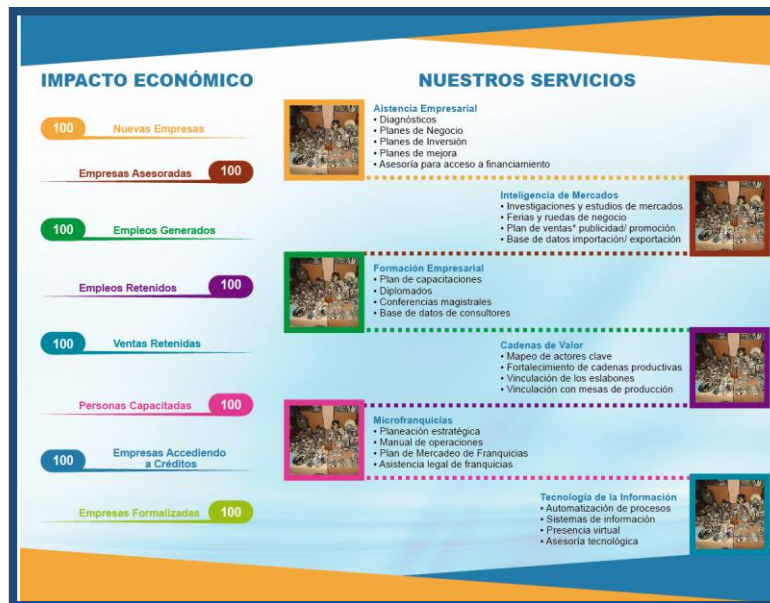 IMPACTO ECONÓMICO
100 Nuevas Empresas
Empresas Asesoradas 100
100 Empleos Generados
Empleos Retenidos 100
100 Ventas Retenidas
Personas Capacitadas 100
100 Empresas Accediendo
a Créditos
Empresas Formalizadas 100
NUESTROS SERVICIOS
Aistencia Empresarial
• Diagnósticos
• Planes de Negocio
• Planes de Inversión
• Planes de mejora
• Asesoría para acceso a financiamiento
Inteligencia de Mercados
• Investigaciones y estudios de mercados
• Ferias y ruedas de negocio
• Plan de ventas* publicidad/ promoción
• Base de datos importación/ exportación
Formación Empresarial
• Plan de capacitaciones
• Diplomados
• Conferencias magistrales
• Base de datos de consultores
Cadenas de Valor
• Mapeo de actores clave
• Fortalecimiento de cadenas productivas
• Vinculación de los eslabones
• Vinculación con mesas de producción
Microfranquicias
• Planeación estratégica
• Manual de operaciones
• Plan de Mercadeo de Franquicias
• Asistencia legal de franquicias
Tecnología de la Información
• Automatización de procesos
• Sistemas de información
• Presencia virtual
• Asesoría tecnológica